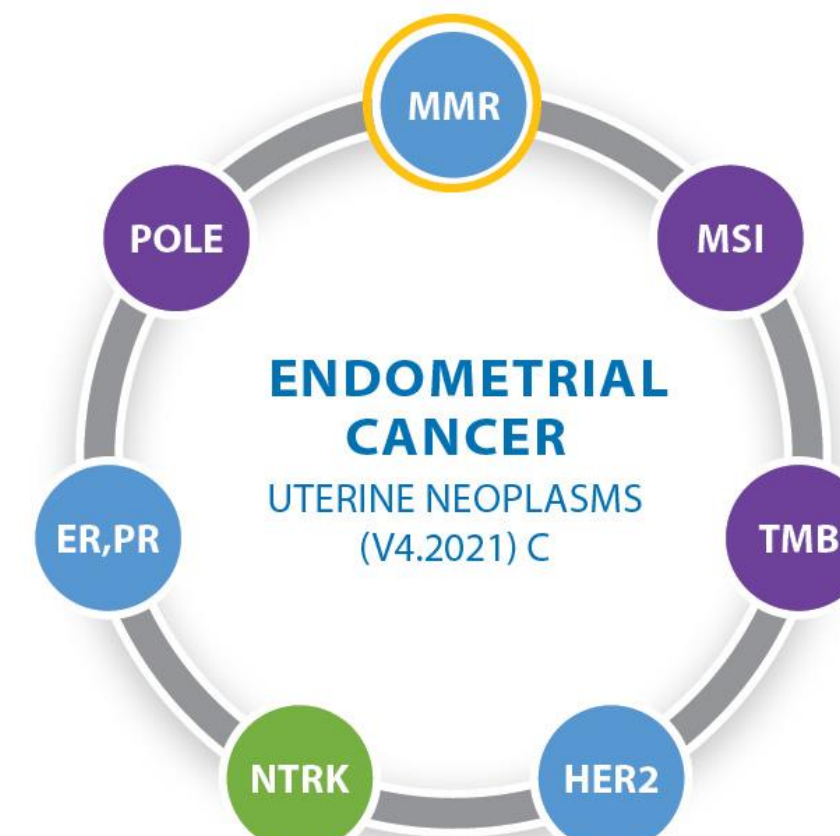 MMR
POLE
MSI
ENDOMETRIAL
CANCER
UTERINE NEOPLASMS
(V4.2021) C
ER,PR
TMB
NTRK
HER2